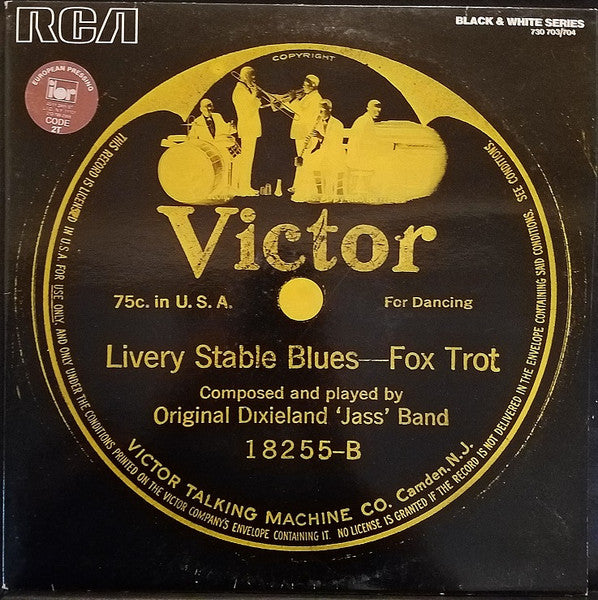 RCA
BLACK & WHITE SERIES
730 703/704
EUROPEAN PRESSING
ior
CODE
2T
COPYRIGHT
Victor
75c. in U.S.A.
For Dancing
Livery Stable Blues—Fox Trot
Composed and played by
Original Dixieland 'Jass' Band
18255-B
VICTOR TALKING MACHINE CO. Camden, N.J.
THIS RECORD IS LICENSED IN U.S.A. FOR USE ONLY, AND ONLY UNDER THE CONDITIONS PRINTED ON THE VICTOR COMPANY'S ENVELOPE CONTAINING IT. NO LICENSE IS GRANTED IF THE RECORD IS NOT DELIVERED IN THE ENVELOPE CONTAINING SAID CONDITIONS. SEE CONDITIONS